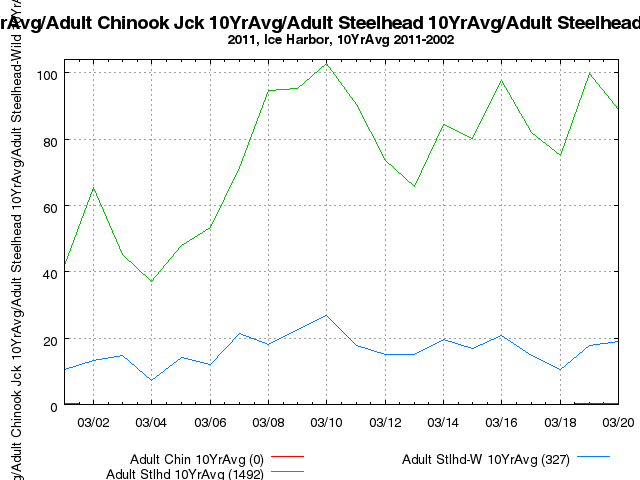 rAvg/Adult Chinook Jck 10YrAvg/Adult Steelhead 10YrAvg/Adult Steelhead
2011, Ice Harbor, 10YrAvg 2011-2002
g/Adult Chinook Jck 10YrAvg/Adult Steelhead 10YrAvg/Adult Steelhead-Wild
100
80
60
40
20
0
03/02 03/04 03/06 03/08 03/10 03/12 03/14 03/16 03/18 03/20
Adult Chin 10YrAvg (0) Adult Stlhd-W 10YrAvg (327)
Adult Stlhd 10YrAvg (1492)